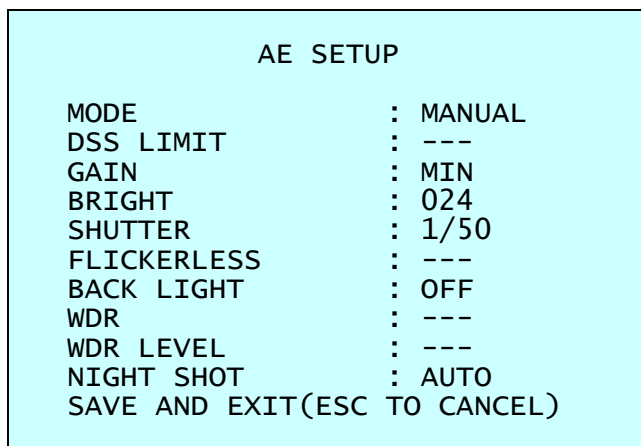 AE SETUP
MODE : MANUAL
DSS LIMIT : ---
GAIN : MIN
BRIGHT : 024
SHUTTER : 1/50
FLICKERLESS : ---
BACK LIGHT : OFF
WDR : ---
WDR LEVEL : ---
NIGHT SHOT : AUTO
SAVE AND EXIT(ESC TO CANCEL)